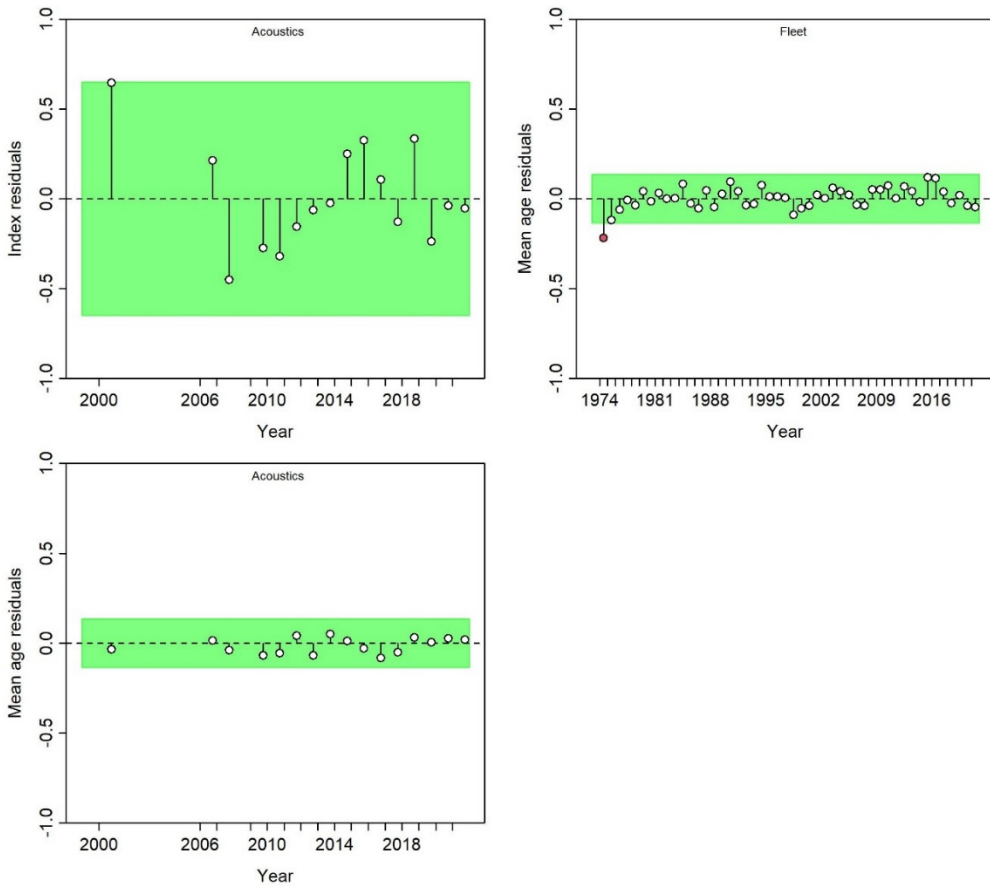 Acoustics
1.0
0.5
0.0
-0.5
-1.0
Index residuals
2000 2006 2010 2014 2018
Year
Fleet
1.0
0.5
0.0
-0.5
-1.0
Mean age residuals
1974 1981 1988 1995 2002 2009 2016
Year
Acoustics
1.0
0.5
0.0
-0.5
-1.0
Mean age residuals
2000 2006 2010 2014 2018
Year